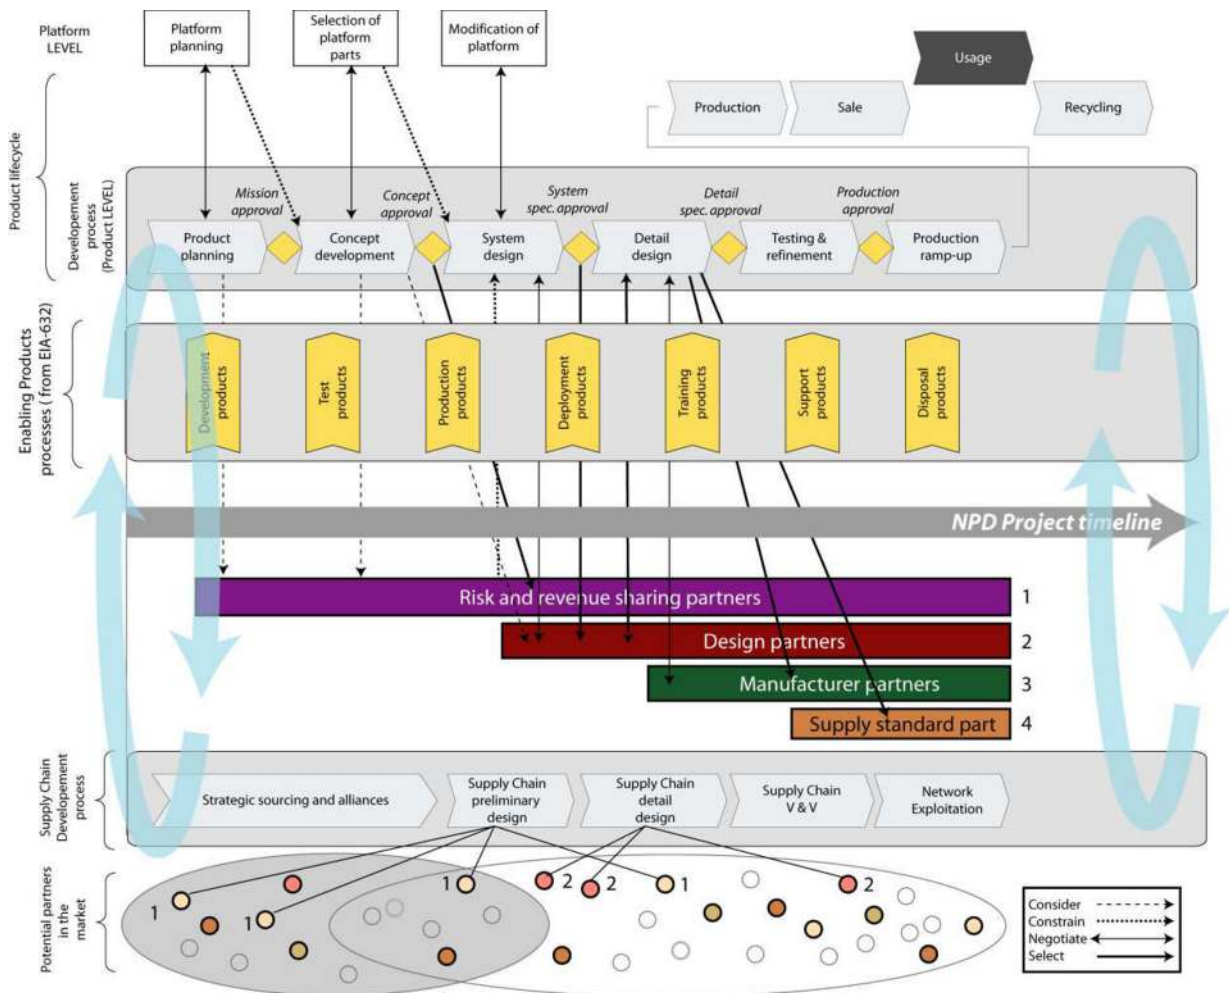 Platform
LEVEL
Platform
planning
Selection of
platform
parts
Modification of
platform
Usage
Production
Sale
Recycling
Product lifecycle
Developement
process
(Product LEVEL)
Mission
approval
Concept
approval
System
spec. approval
Detail
spec. approval
Production
approval
Product
planning
Concept
development
System
design
Detail
design
Testing &
refinement
Production
ramp-up
Enabling Products
processes ( from EIA-632)
Development
products
Test
products
Production
products
Deployment
products
Training
products
Support
products
Disposal
products
NPD Project timeline
Risk and revenue sharing partners
1
Design partners
2
Manufacturer partners
3
Supply standard part
4
Supply Chain
Developement
process
Strategic sourcing and alliances
Supply Chain
preliminary
design
Supply Chain
detail
design
Supply Chain
V & V
Network
Exploitation
Potential partners
in the
market
1
1
1
2
2
1
2
Consider
Constrain
Negotiate
Select